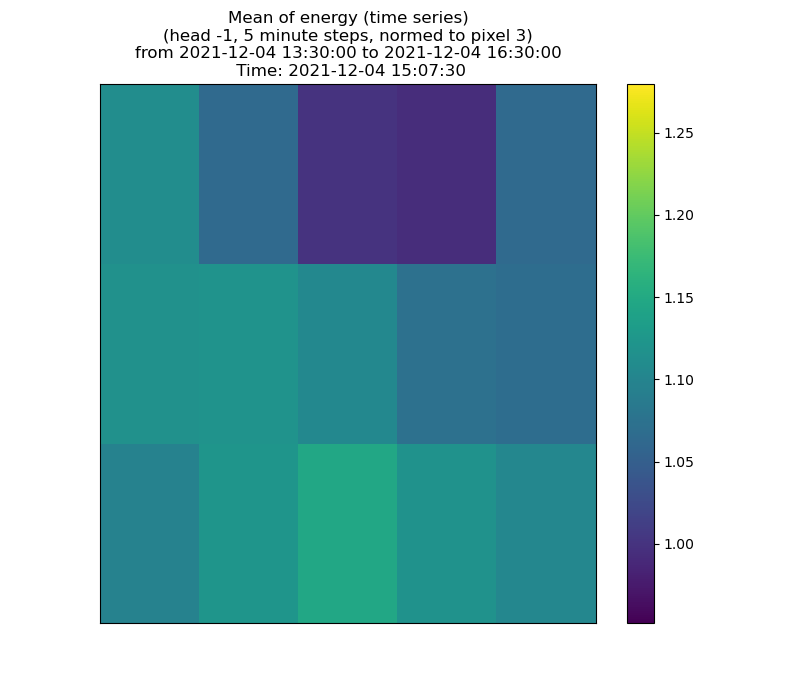 Mean of energy (time series)
(head -1, 5 minute steps, normed to pixel 3)
from 2021-12-04 13:30:00 to 2021-12-04 16:30:00
Time: 2021-12-04 15:07:30
1.25
1.20
1.15
1.10
1.05
1.00